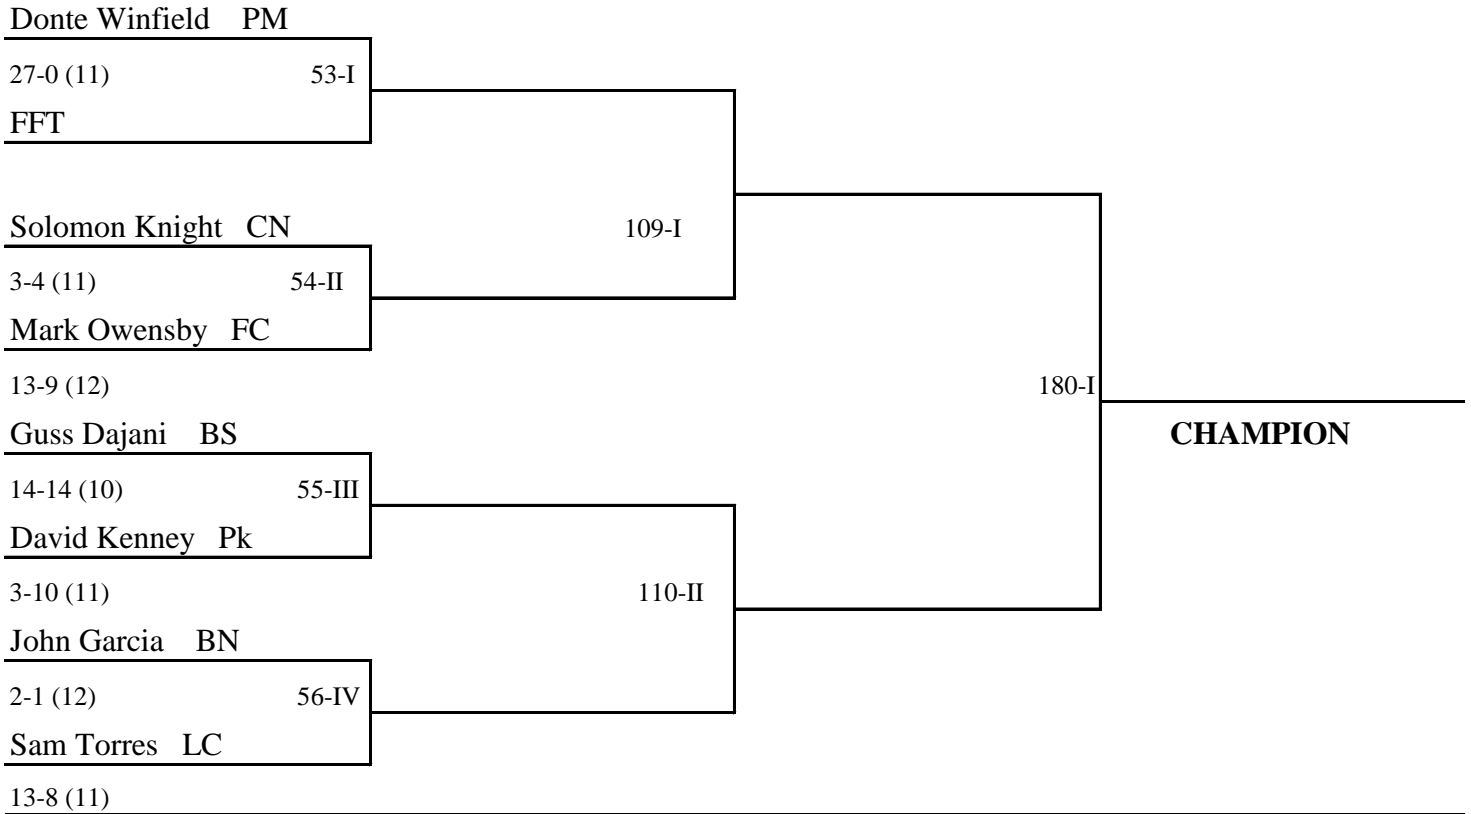 Donte Winfield PM
27-0 (11) 53-I
FFT
Solomon Knight CN 109-I
3-4 (11) 54-II
Mark Owensby FC
13-9 (12) 180-I
Guss Dajani BS CHAMPION
14-14 (10) 55-III
David Kenney Pk
3-10 (11) 110-II
John Garcia BN
2-1 (12) 56-IV
Sam Torres LC
13-8 (11)